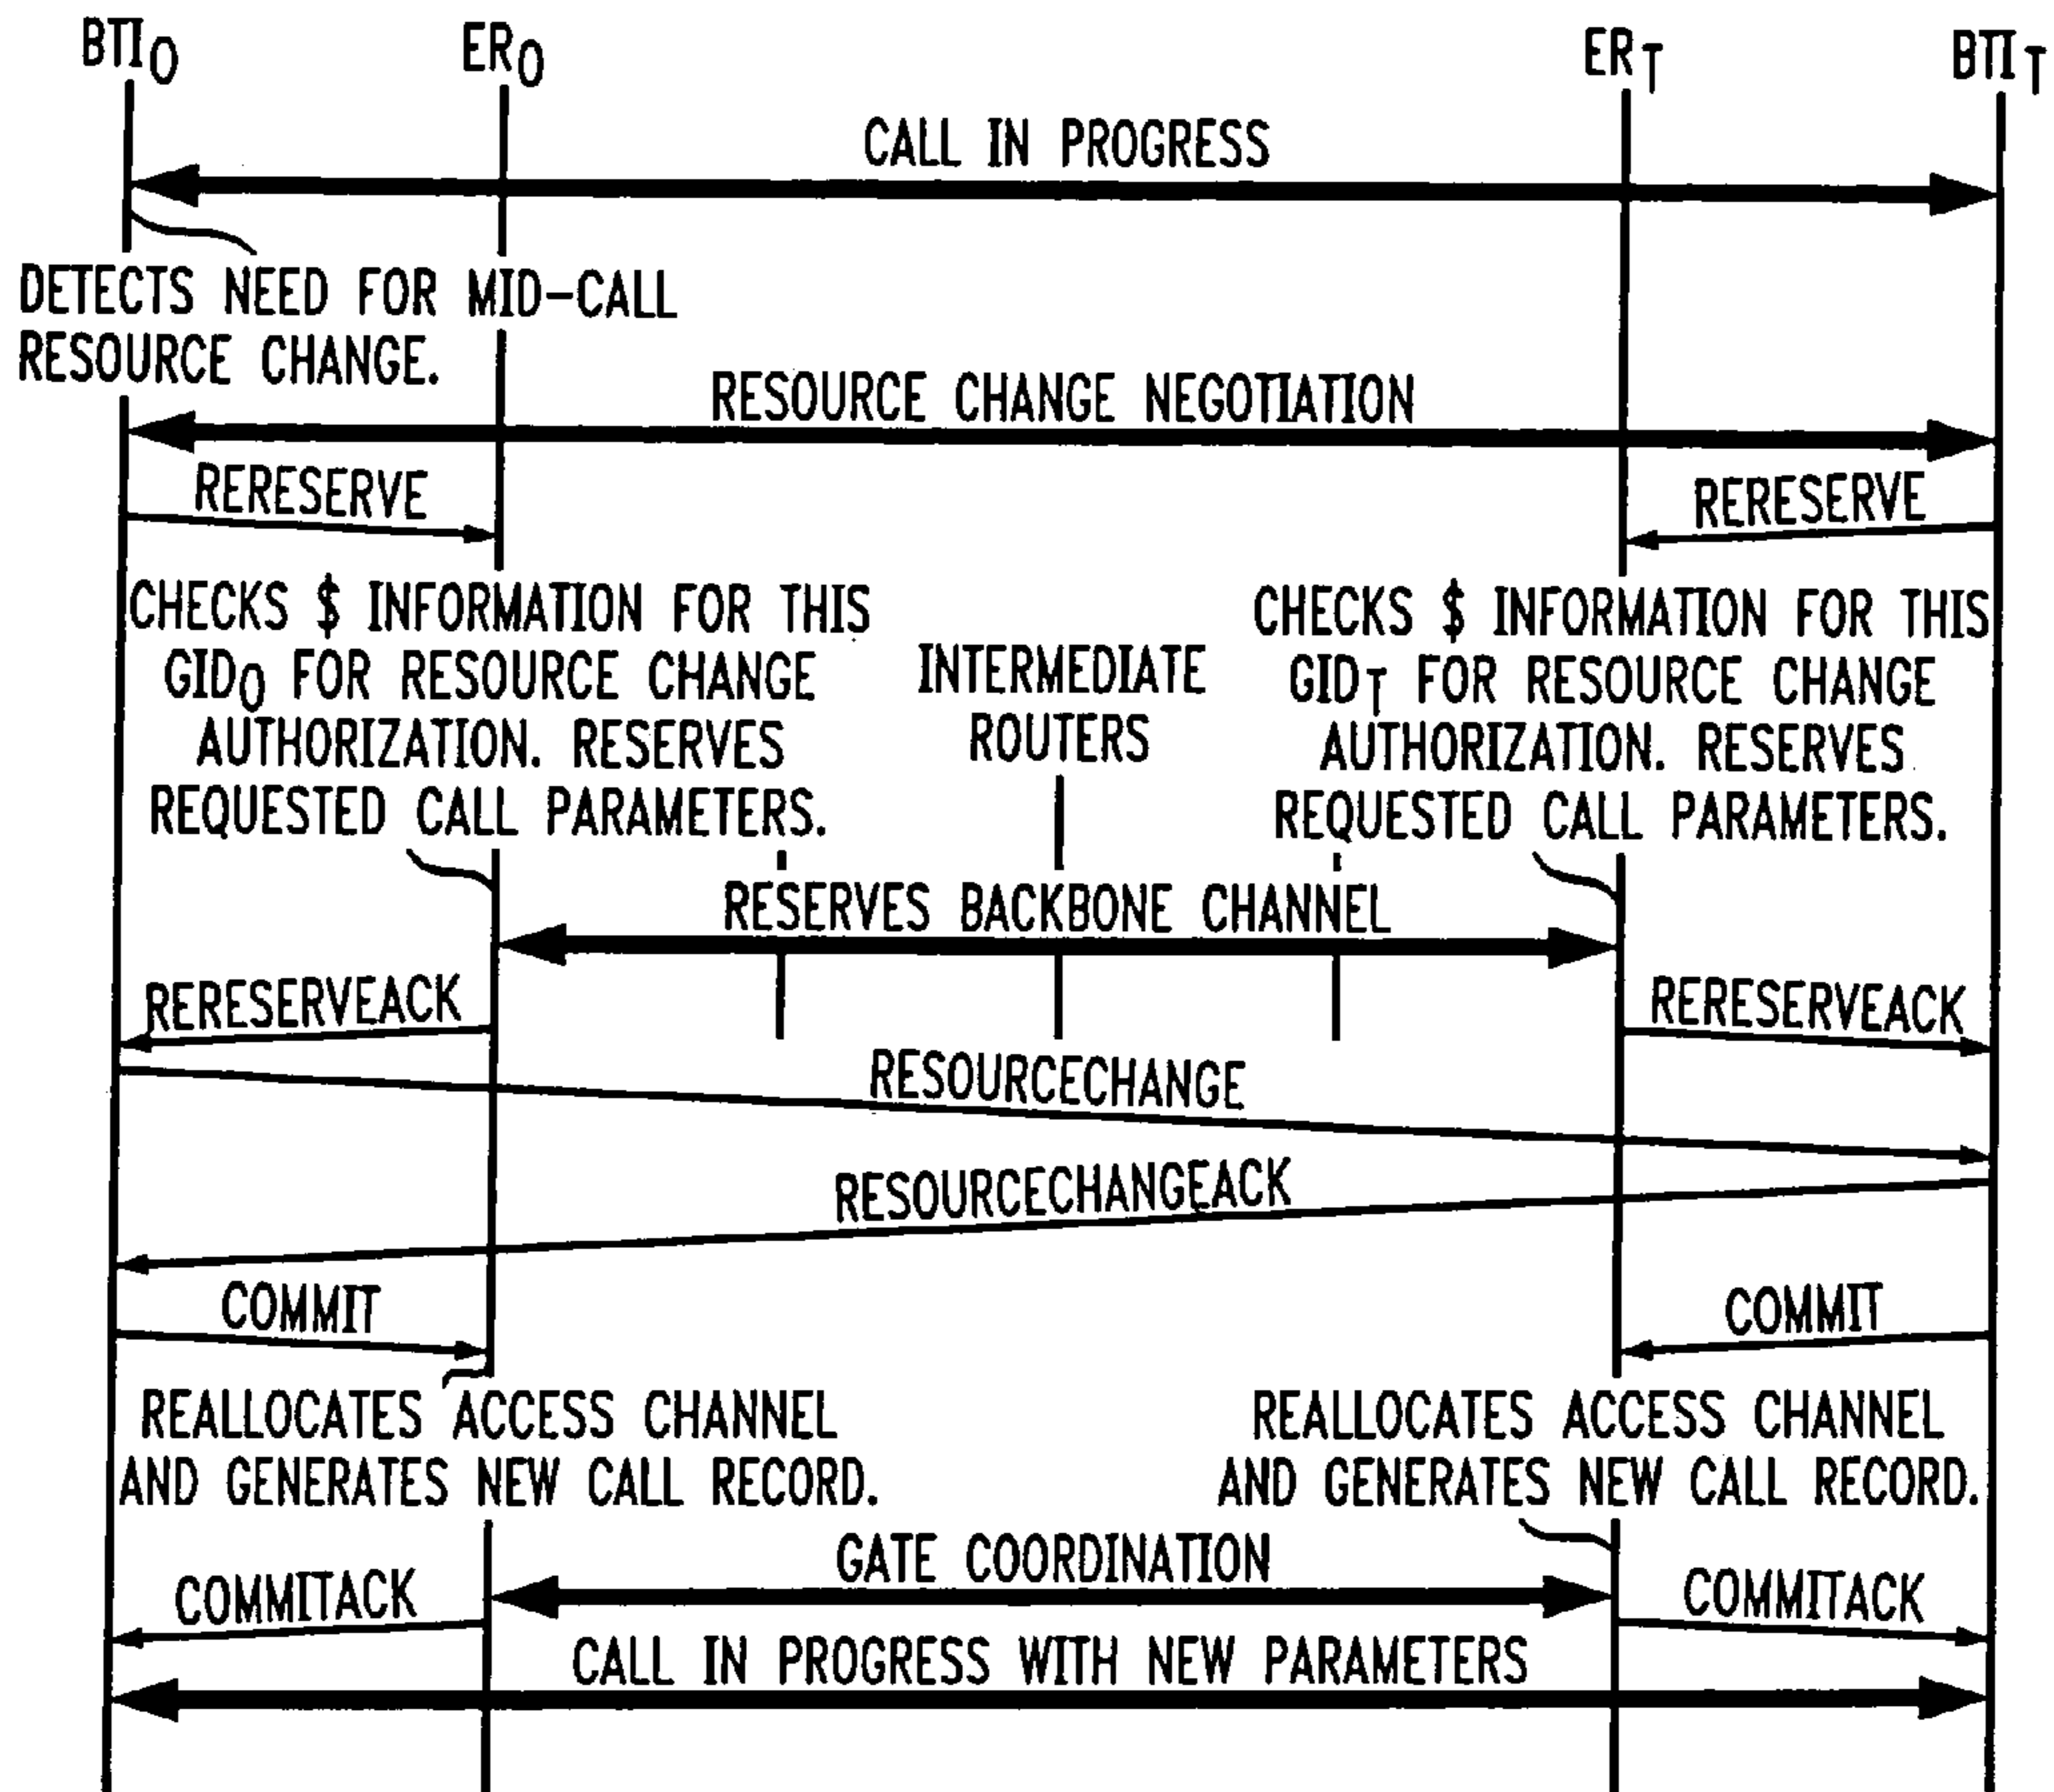 BTIO ERO ERT BTIT
CALL IN PROGRESS
DETECTS NEED FOR MID-CALL
RESOURCE CHANGE.
RESOURCE CHANGE NEGOTIATION
RERESERVE RERESERVE
CHECKS $ INFORMATION FOR THIS
GIDO FOR RESOURCE CHANGE
AUTHORIZATION. RESERVES
REQUESTED CALL PARAMETERS.
INTERMEDIATE
ROUTERS
CHECKS $ INFORMATION FOR THIS
GIDT FOR RESOURCE CHANGE
AUTHORIZATION. RESERVES
REQUESTED CALL PARAMETERS.
RESERVES BACKBONE CHANNEL
RERESERVEACK RERESERVEACK
RESOURCECHANGE
RESOURCECHANGEACK
COMMIT COMMIT
REALLOCATES ACCESS CHANNEL
AND GENERATES NEW CALL RECORD.
REALLOCATES ACCESS CHANNEL
AND GENERATES NEW CALL RECORD.
GATE COORDINATION
COMMITACK COMMITACK
CALL IN PROGRESS WITH NEW PARAMETERS